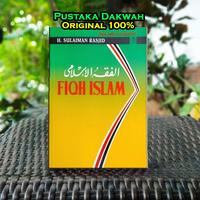 Pustaka Dakwah
Original 100%
H. SULAIMAN RASJID
الفقه الإسلامي
FIQH ISLAM